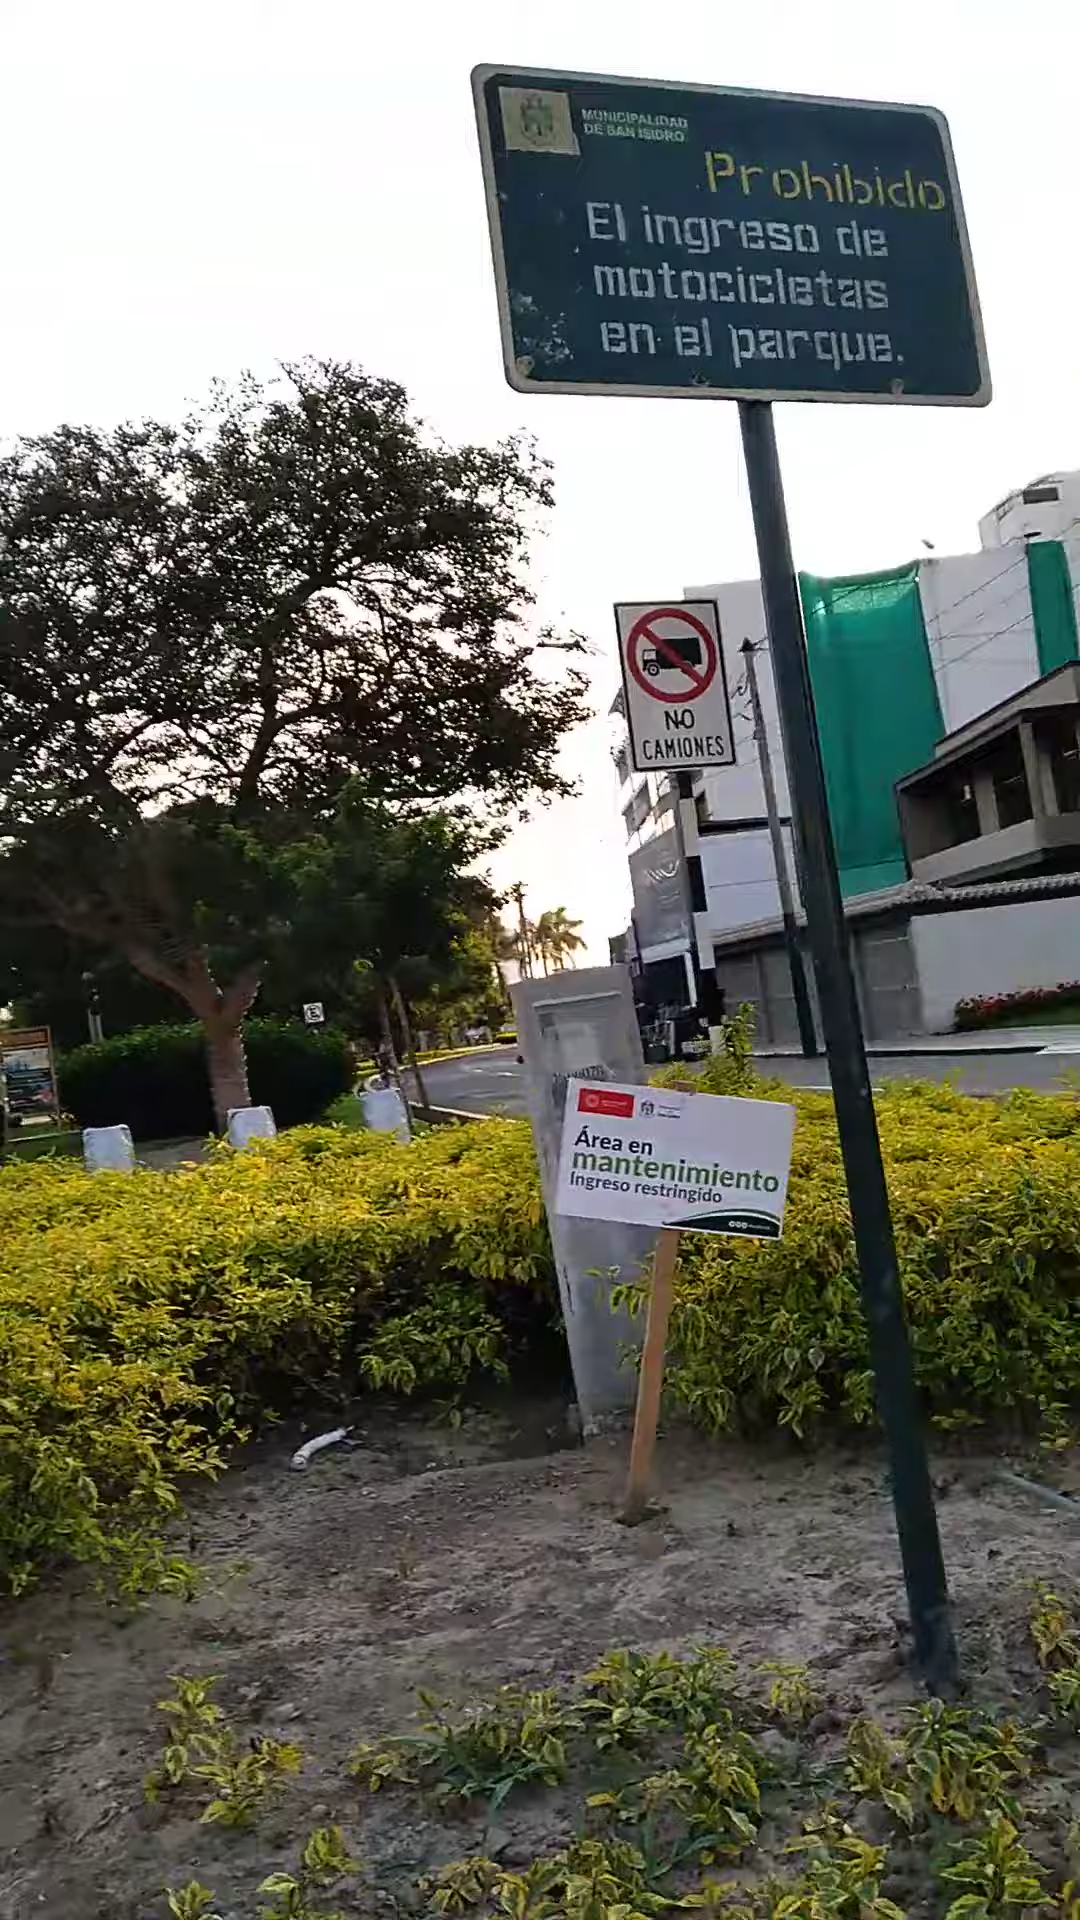 MUNICIPALIDAD
DE SAN ISIDRO
Prohibido
El ingreso de
motocicletas
en el parque.
NO
CAMIONES
E
Área en
mantenimiento
Ingreso restringido